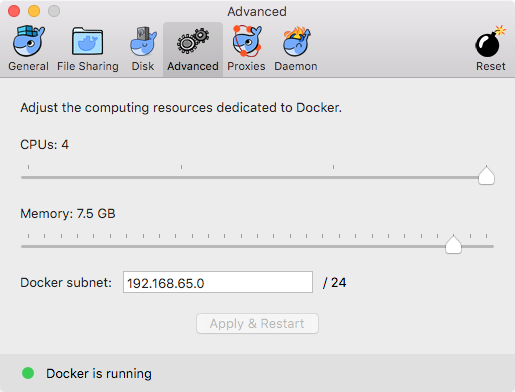 Advanced
General File Sharing Disk Advanced Proxies Daemon Reset
Adjust the computing resources dedicated to Docker.
CPUs: 4
Memory: 7.5 GB
Docker subnet: 192.168.65.0 / 24
Apply & Restart
Docker is running